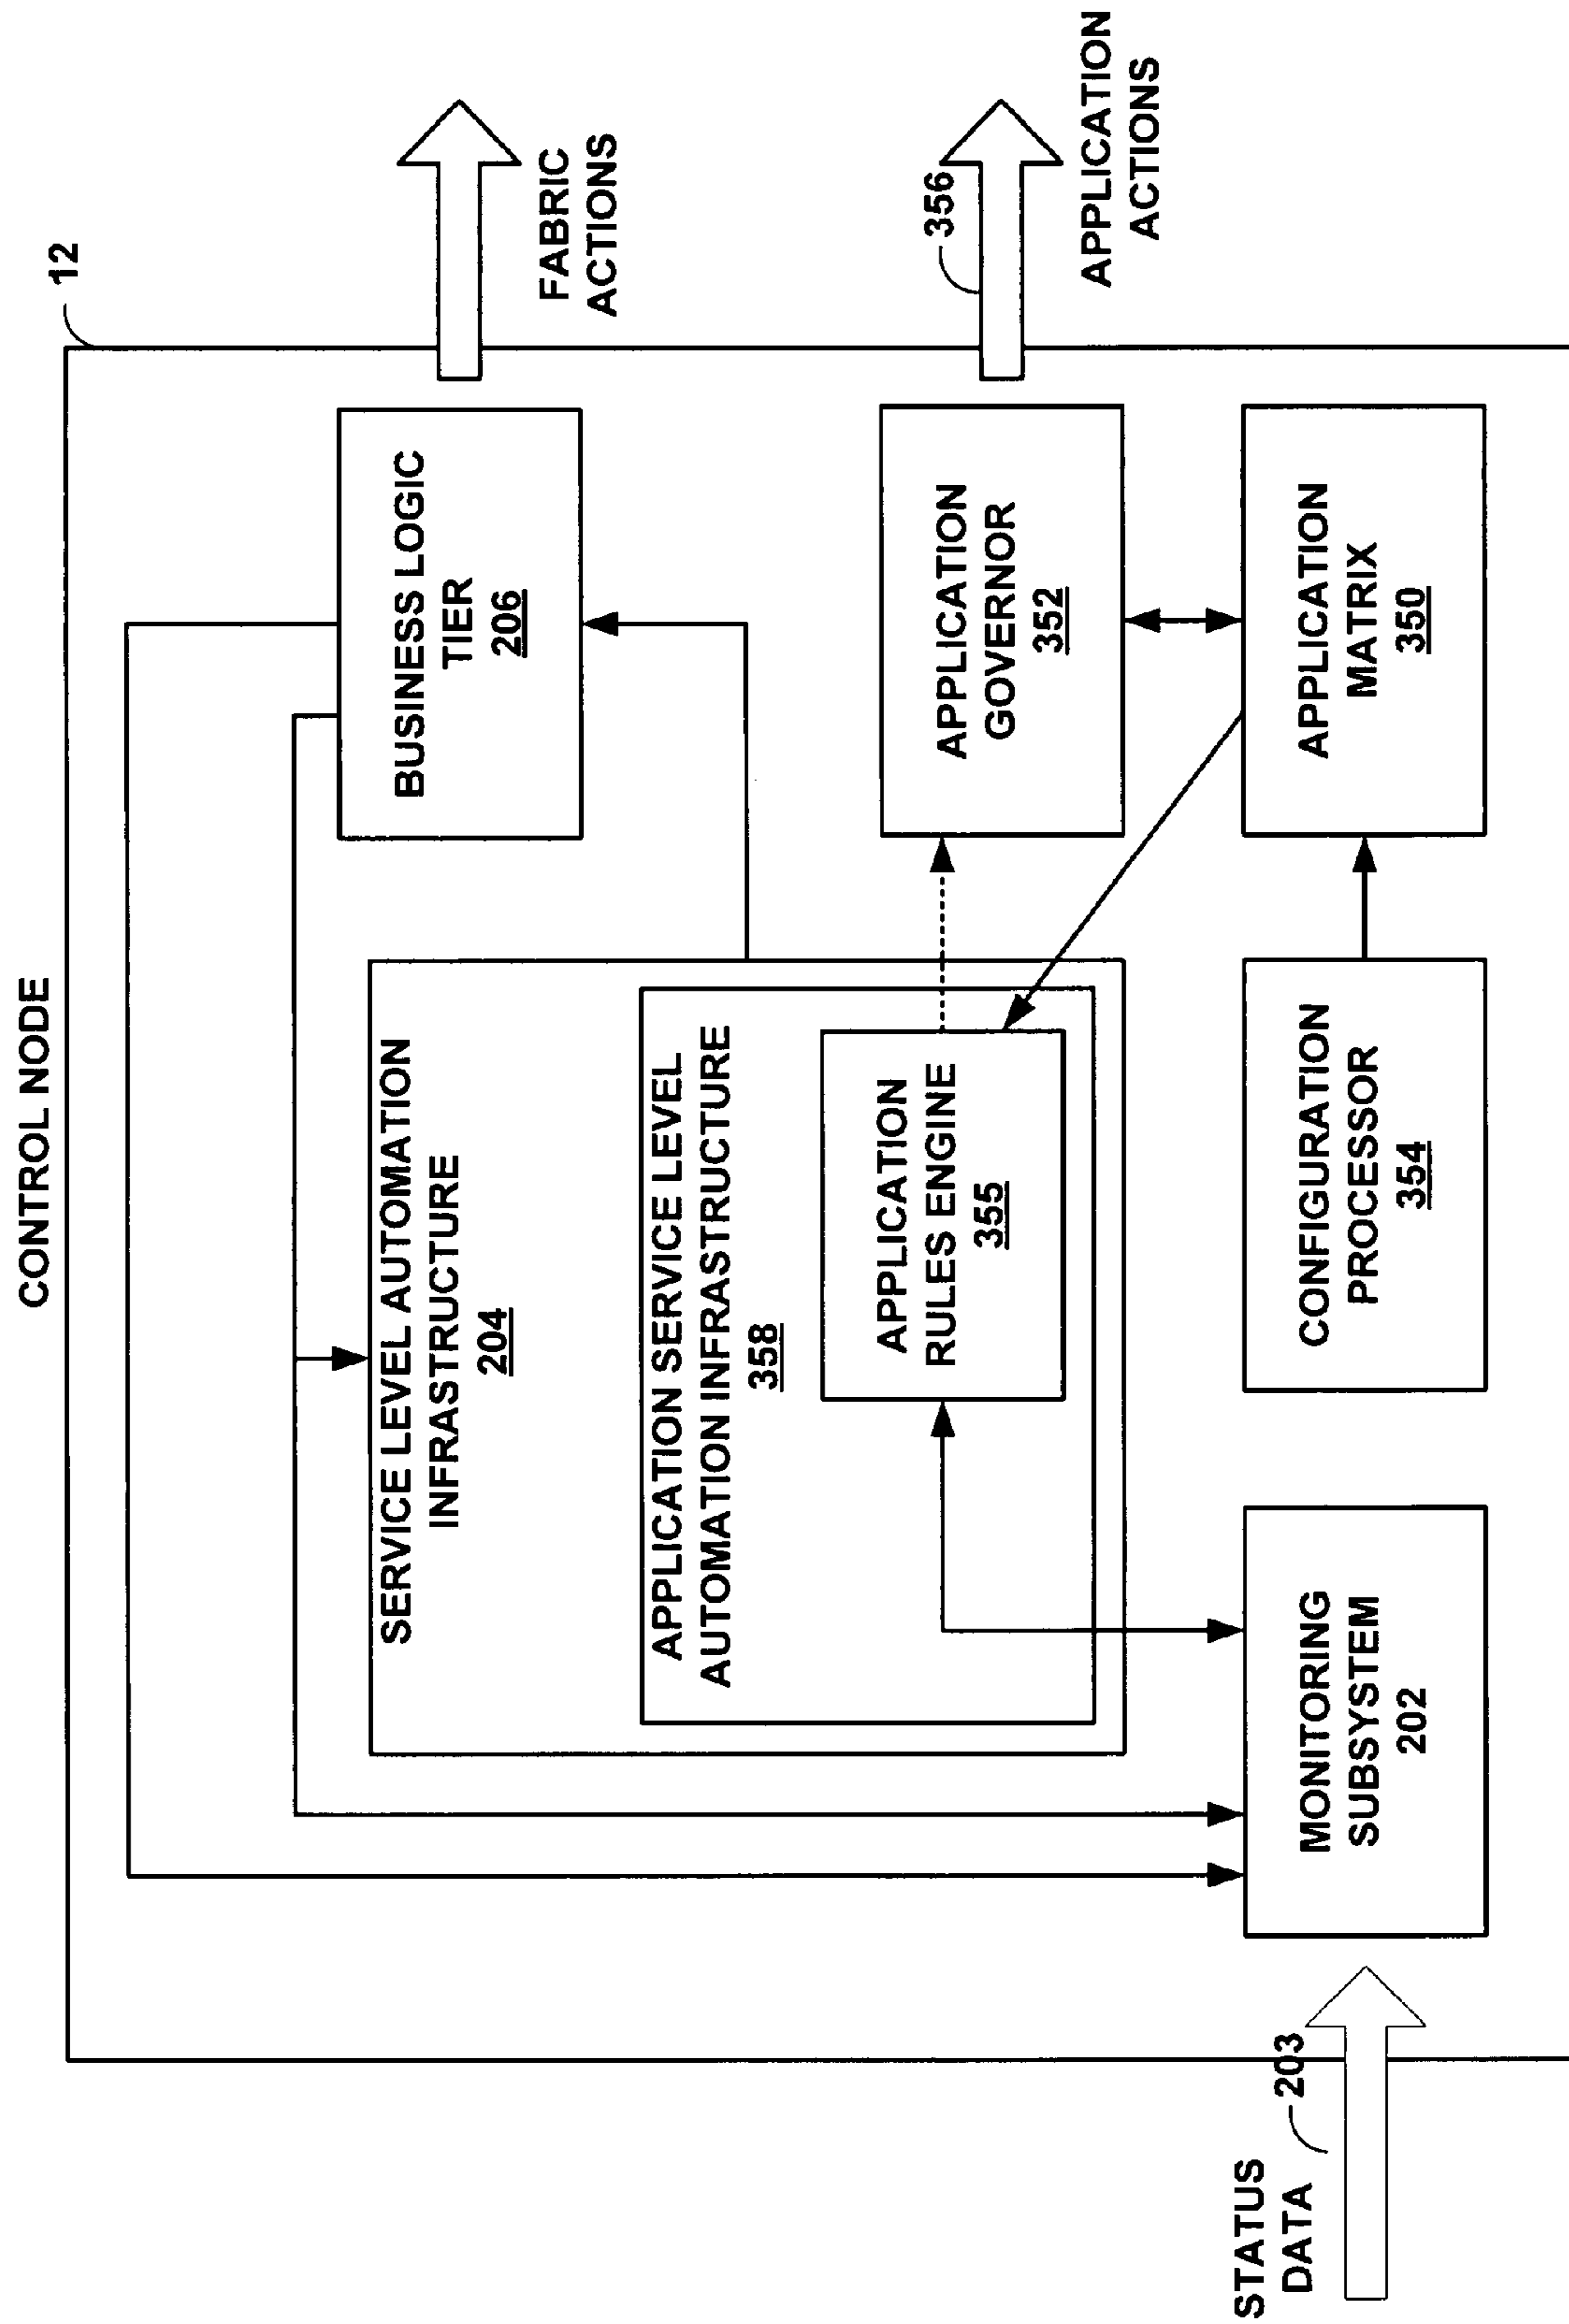 CONTROL NODE
12
SERVICE LEVEL AUTOMATION
INFRASTRUCTURE
204
BUSINESS LOGIC
TIER
206
FABRIC
ACTIONS
APPLICATION SERVICE LEVEL
AUTOMATION INFRASTRUCTURE
358
APPLICATION
RULES ENGINE
355
APPLICATION
GOVERNOR
352
356
APPLICATION
ACTIONS
STATUS
DATA
203
MONITORING
SUBSYSTEM
202
CONFIGURATION
PROCESSOR
354
APPLICATION
MATRIX
350